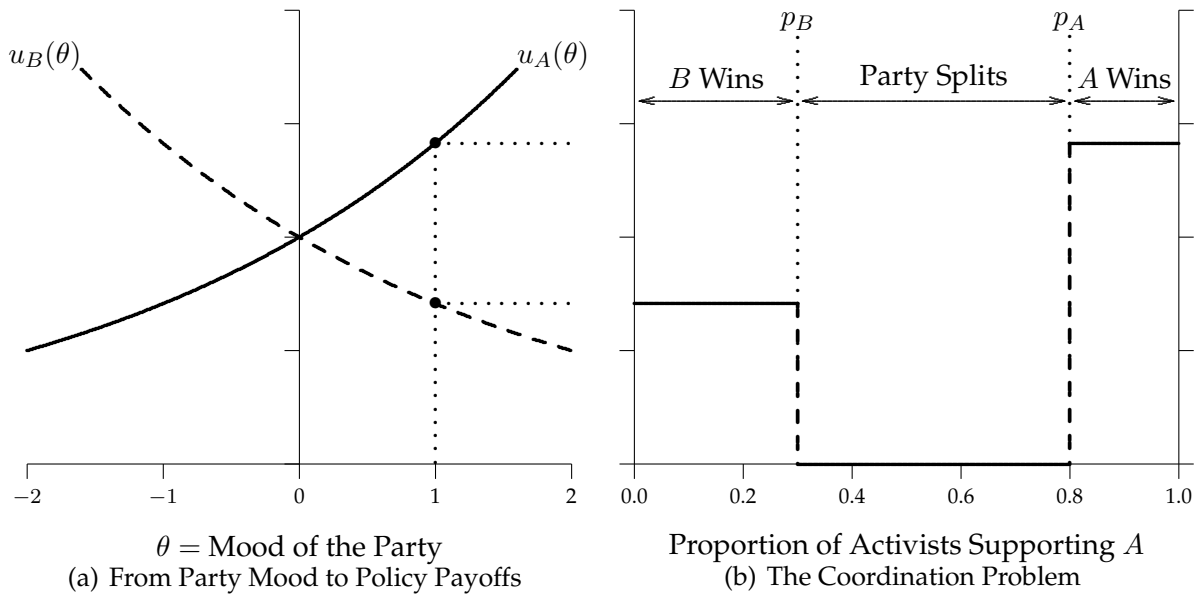 u_B(θ)
u_A(θ)
−2
−1
0
1
2
θ = Mood of the Party
(a) From Party Mood to Policy Payoffs
p_B
p_A
B Wins
Party Splits
A Wins
0.0
0.2
0.4
0.6
0.8
1.0
Proportion of Activists Supporting A
(b) The Coordination Problem